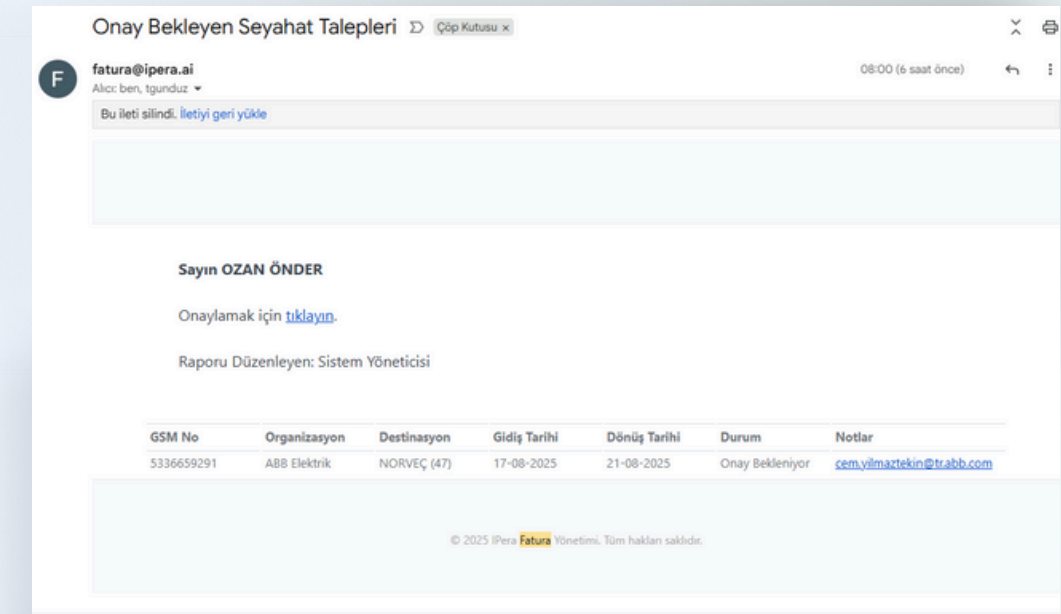 Onay Bekleyen Seyahat Talepleri Çöp Kutusu x
F
fatura@ipera.ai 08:00 (6 saat önce)
Alıcı: ben, tgunduz
Bu ileti silindi. İletiyi geri yükle
Sayın OZAN ÖNDER
Onaylamak için tıklayın.
Raporu Düzenleyen: Sistem Yöneticisi
GSM No Organizasyon Destinasyon Gidiş Tarihi Dönüş Tarihi Durum Notlar
5336659291 ABB Elektrik NORVEÇ (47) 17-08-2025 21-08-2025 Onay Bekleniyor cem.yilmaztekin@tr.abb.com
© 2025 IPera Fatura Yönetimi. Tüm hakları saklıdır.